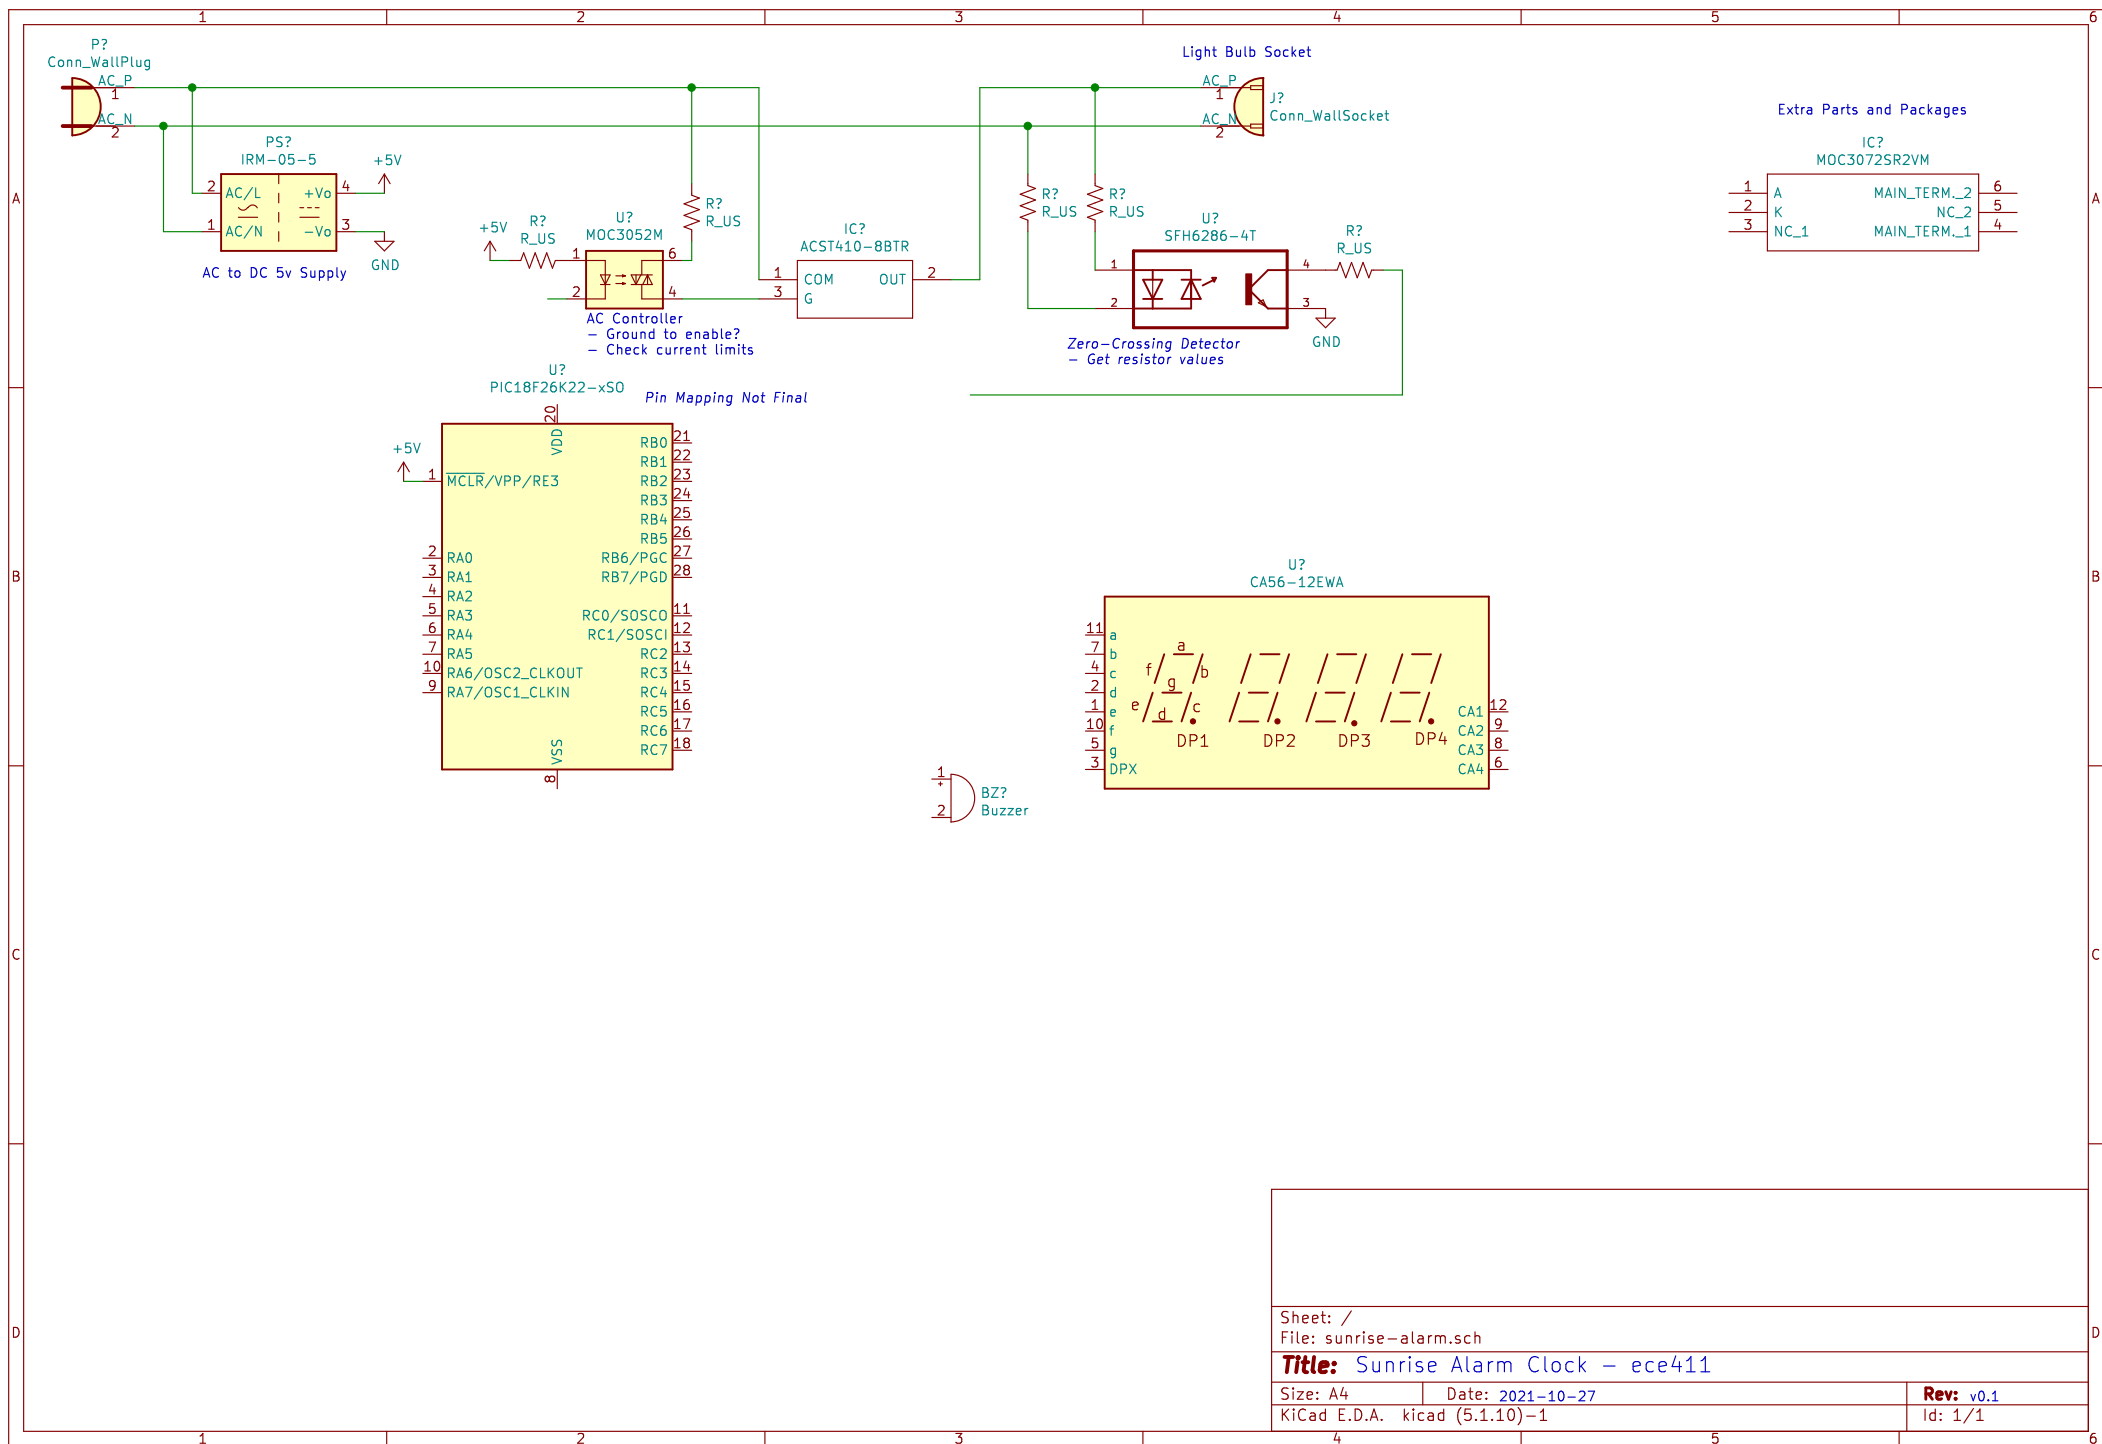 1 2 3 4 5 6
P?
Conn_WallPlug
AC_P
1
AC_N
2
Light Bulb Socket
AC_P
1
AC_N
2
J?
Conn_WallSocket
Extra Parts and Packages
PS?
IRM-05-5
2 AC/L +Vo 4
1 AC/N -Vo 3
+5V
GND
AC to DC 5v Supply
+5V
R?
R_US
U?
MOC3052M
1 6
2 4
R?
R_US
AC Controller
- Ground to enable?
- Check current limits
IC?
ACST410-8BTR
1 COM OUT 2
3 G
R?
R_US
R?
R_US
U?
SFH6286-4T
1 4
2 3
R?
R_US
GND
Zero-Crossing Detector
- Get resistor values
IC?
MOC3072SR2VM
1 A MAIN_TERM._2 6
2 K NC_2 5
3 NC_1 MAIN_TERM._1 4
A A
U?
PIC18F26K22-xSO
Pin Mapping Not Final
20
VDD
+5V
1 MCLR/VPP/RE3
2 RA0
3 RA1
4 RA2
5 RA3
6 RA4
7 RA5
10 RA6/OSC2_CLKOUT
9 RA7/OSC1_CLKIN
RB0 21
RB1 22
RB2 23
RB3 24
RB4 25
RB5 26
RB6/PGC 27
RB7/PGD 28
RC0/SOSCO 11
RC1/SOSCI 12
RC2 13
RC3 14
RC4 15
RC5 16
RC6 17
RC7 18
VSS
8
B B
U?
CA56-12EWA
11 a
7 b
4 c
2 d
1 e
10 f
5 g
3 DPX
a
f b
g
e c
d
DP1 DP2 DP3 DP4
CA1 12
CA2 9
CA3 8
CA4 6
1
+
2
BZ?
Buzzer
C C
D D
Sheet: /
File: sunrise-alarm.sch
Title: Sunrise Alarm Clock - ece411
Size: A4 Date: 2021-10-27 Rev: v0.1
KiCad E.D.A. kicad (5.1.10)-1 Id: 1/1
1 2 3 4 5 6